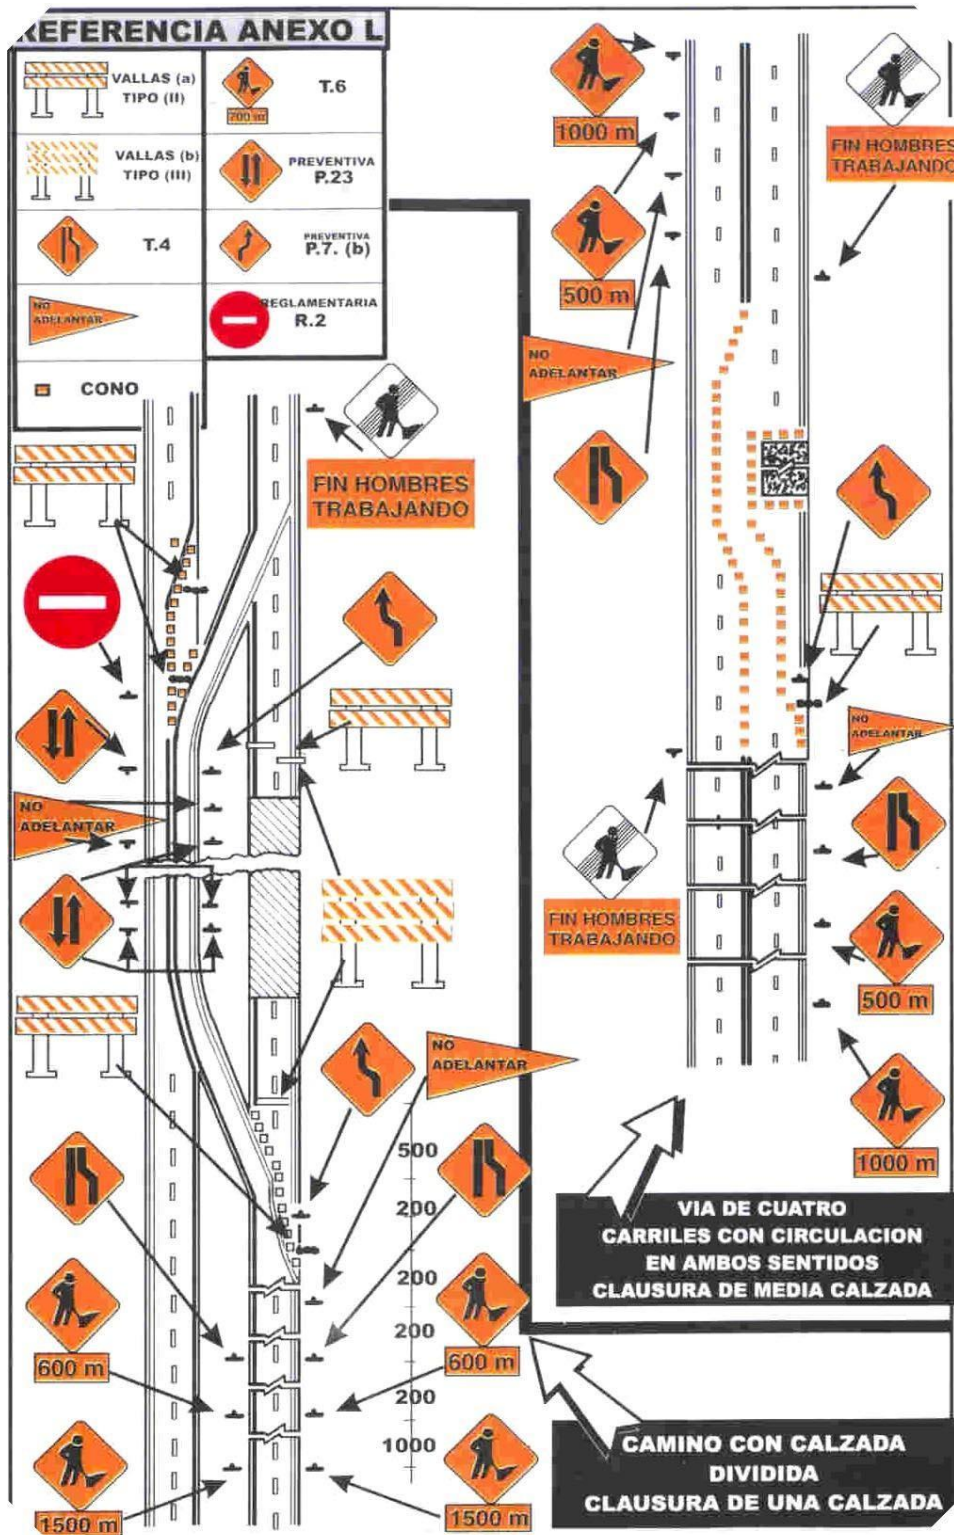 REFERENCIA ANEXO L
VALLAS (a)
TIPO (II)
700 m
T.6
VALLAS (b)
TIPO (III)
PREVENTIVA
P.23
T.4
PREVENTIVA
P.7. (b)
NO
ADELANTAR
REGLAMENTARIA
R.2
CONO
FIN HOMBRES
TRABAJANDO
NO
ADELANTAR
NO
ADELANTAR
500
200
200
200
200
1000
600 m
600 m
1500 m
1500 m
1000 m
500 m
NO
ADELANTAR
FIN HOMBRES
TRABAJANDO
NO
ADELANTAR
FIN HOMBRES
TRABAJANDO
500 m
1000 m
VIA DE CUATRO
CARRILES CON CIRCULACION
EN AMBOS SENTIDOS
CLAUSURA DE MEDIA CALZADA
CAMINO CON CALZADA
DIVIDIDA
CLAUSURA DE UNA CALZADA